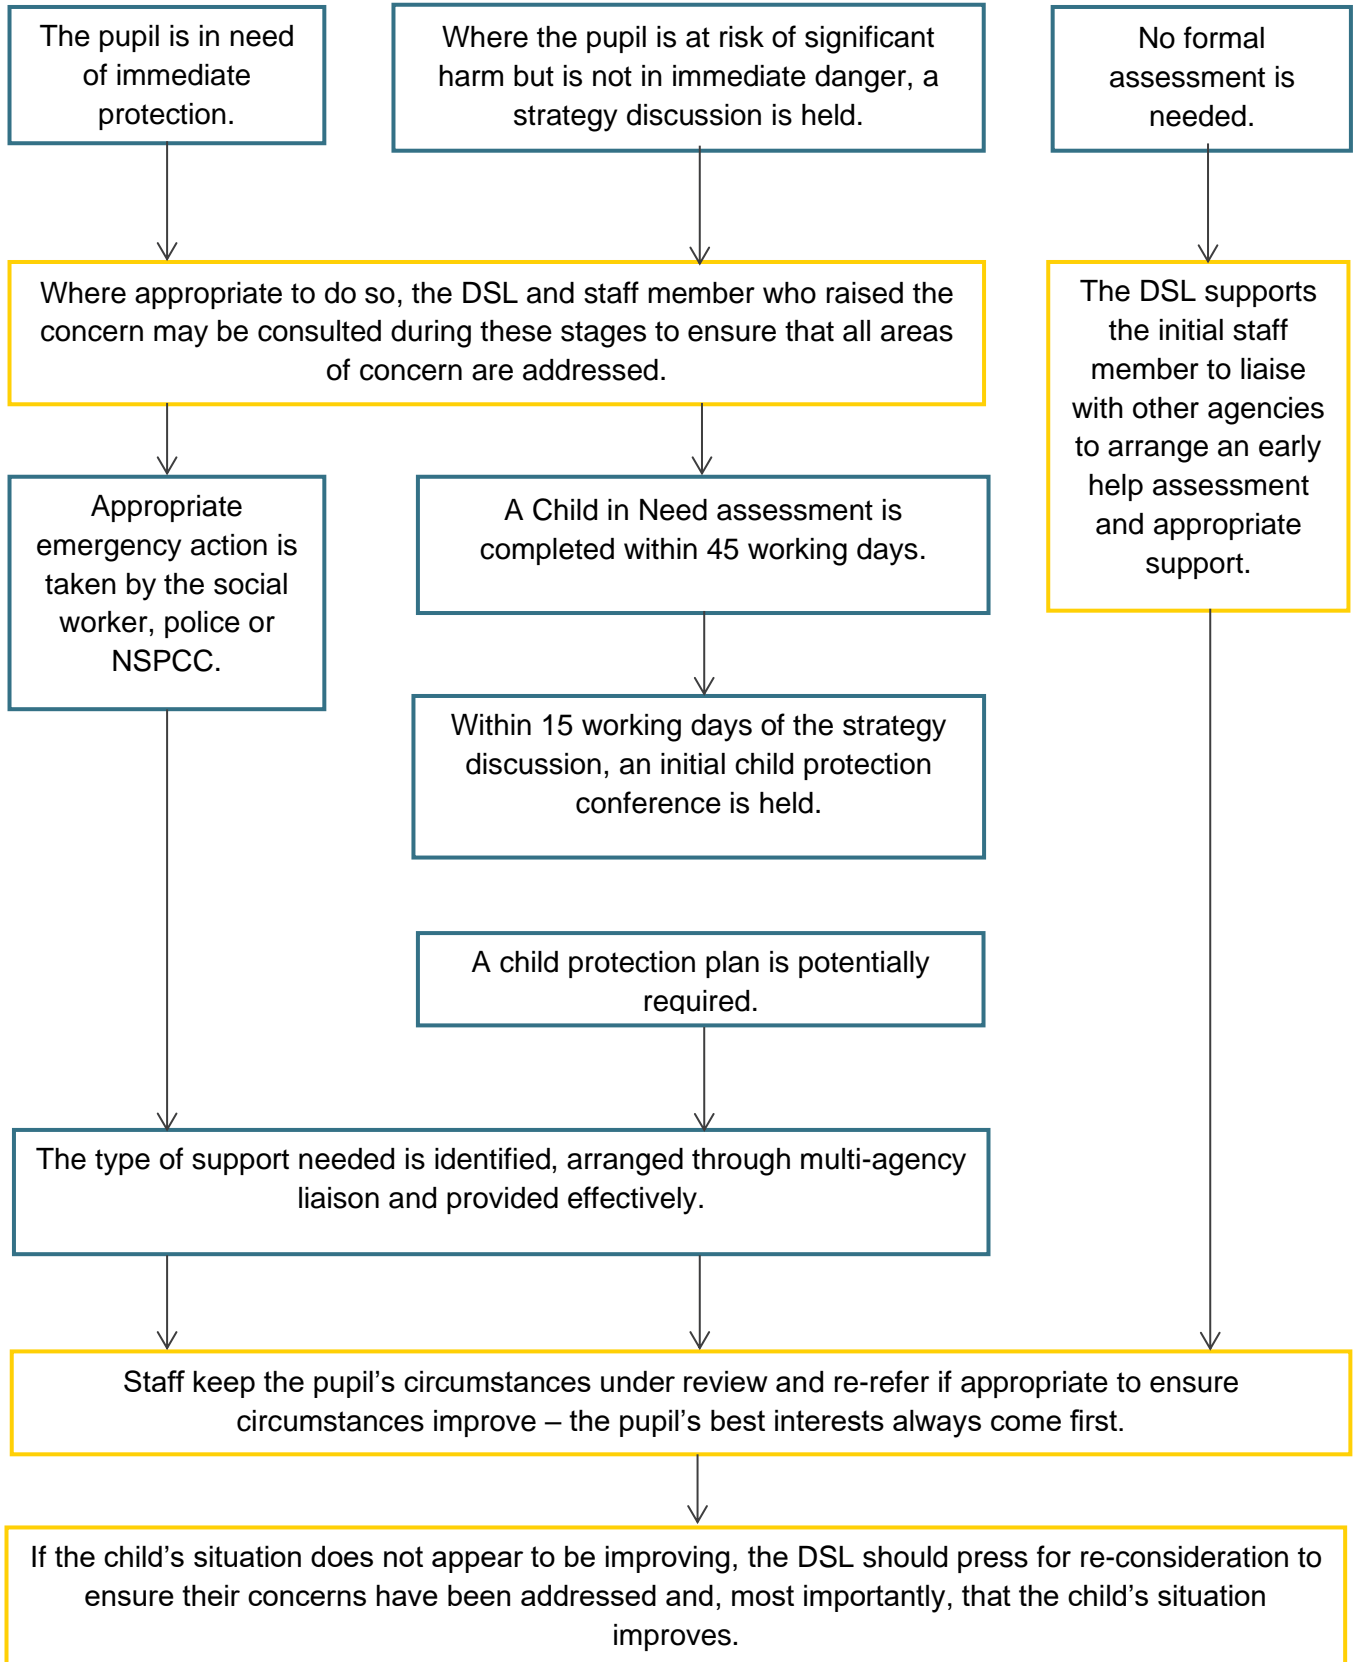 The pupil is in need
of immediate
protection.
Where the pupil is at risk of significant
harm but is not in immediate danger, a
strategy discussion is held.
No formal
assessment is
needed.
Where appropriate to do so, the DSL and staff member who raised the
concern may be consulted during these stages to ensure that all areas
of concern are addressed.
The DSL supports
the initial staff
member to liaise
with other agencies
to arrange an early
help assessment
and appropriate
support.
Appropriate
emergency action is
taken by the social
worker, police or
NSPCC.
A Child in Need assessment is
completed within 45 working days.
Within 15 working days of the strategy
discussion, an initial child protection
conference is held.
A child protection plan is potentially
required.
The type of support needed is identified, arranged through multi-agency
liaison and provided effectively.
Staff keep the pupil’s circumstances under review and re-refer if appropriate to ensure
circumstances improve – the pupil’s best interests always come first.
If the child’s situation does not appear to be improving, the DSL should press for re-consideration to
ensure their concerns have been addressed and, most importantly, that the child’s situation
improves.